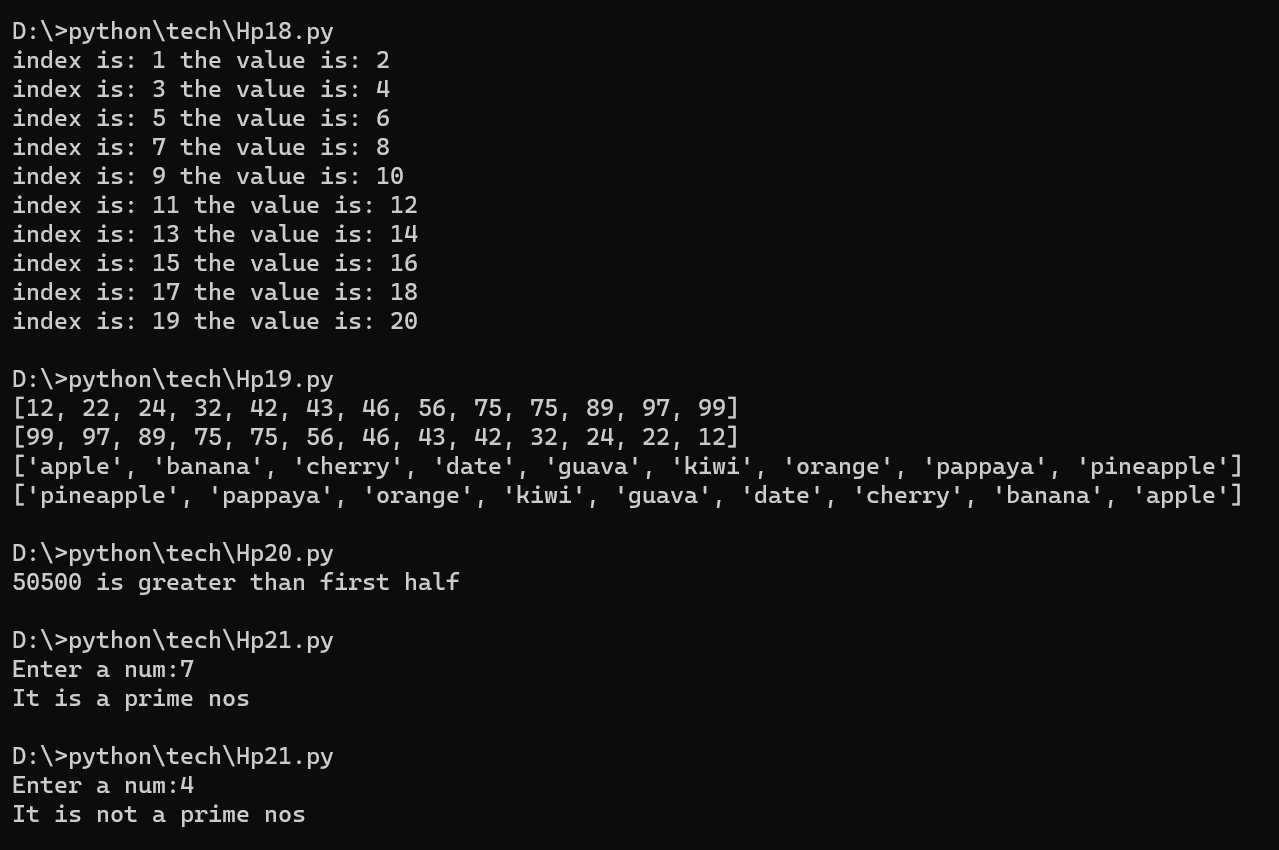 D:\>python\tech\Hp18.py
index is: 1 the value is: 2
index is: 3 the value is: 4
index is: 5 the value is: 6
index is: 7 the value is: 8
index is: 9 the value is: 10
index is: 11 the value is: 12
index is: 13 the value is: 14
index is: 15 the value is: 16
index is: 17 the value is: 18
index is: 19 the value is: 20
D:\>python\tech\Hp19.py
[12, 22, 24, 32, 42, 43, 46, 56, 75, 75, 89, 97, 99]
[99, 97, 89, 75, 75, 56, 46, 43, 42, 32, 24, 22, 12]
['apple', 'banana', 'cherry', 'date', 'guava', 'kiwi', 'orange', 'pappaya', 'pineapple']
['pineapple', 'pappaya', 'orange', 'kiwi', 'guava', 'date', 'cherry', 'banana', 'apple']
D:\>python\tech\Hp20.py
50500 is greater than first half
D:\>python\tech\Hp21.py
Enter a num:7
It is a prime nos
D:\>python\tech\Hp21.py
Enter a num:4
It is not a prime nos